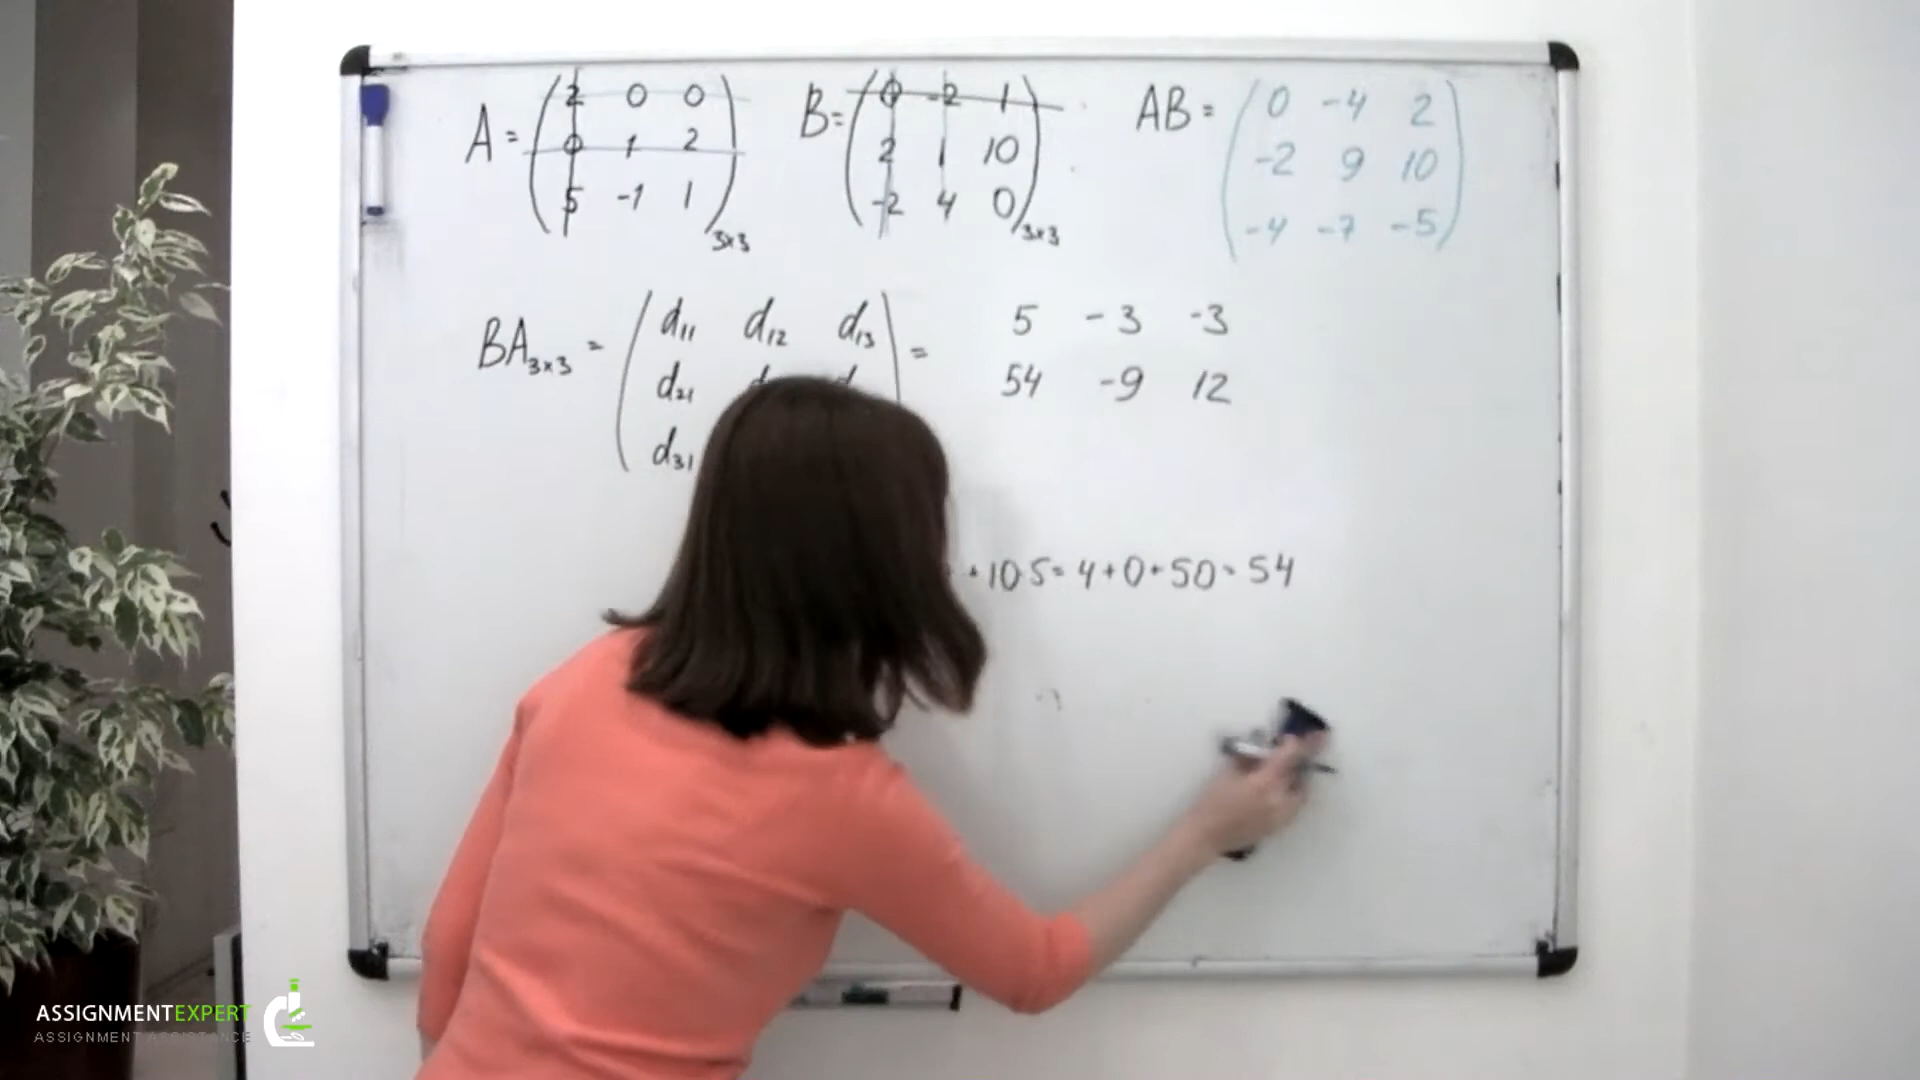 A = ( 2 0 0 B = ( 0 -2 1 AB = ( 0 -4 2
0 1 2 2 1 10 -2 9 10
5 -1 1 ) 3x3 -2 4 0 ) 3x3 -4 -7 -5 )
BA3x3 = ( d11 d12 d13 ) = 5 -3 -3
d21 54 -9 12
d31
+ 10·5 = 4 + 0 + 50 = 54
ASSIGNMENTEXPERT
ASSIGNMENT ASSISTANCE